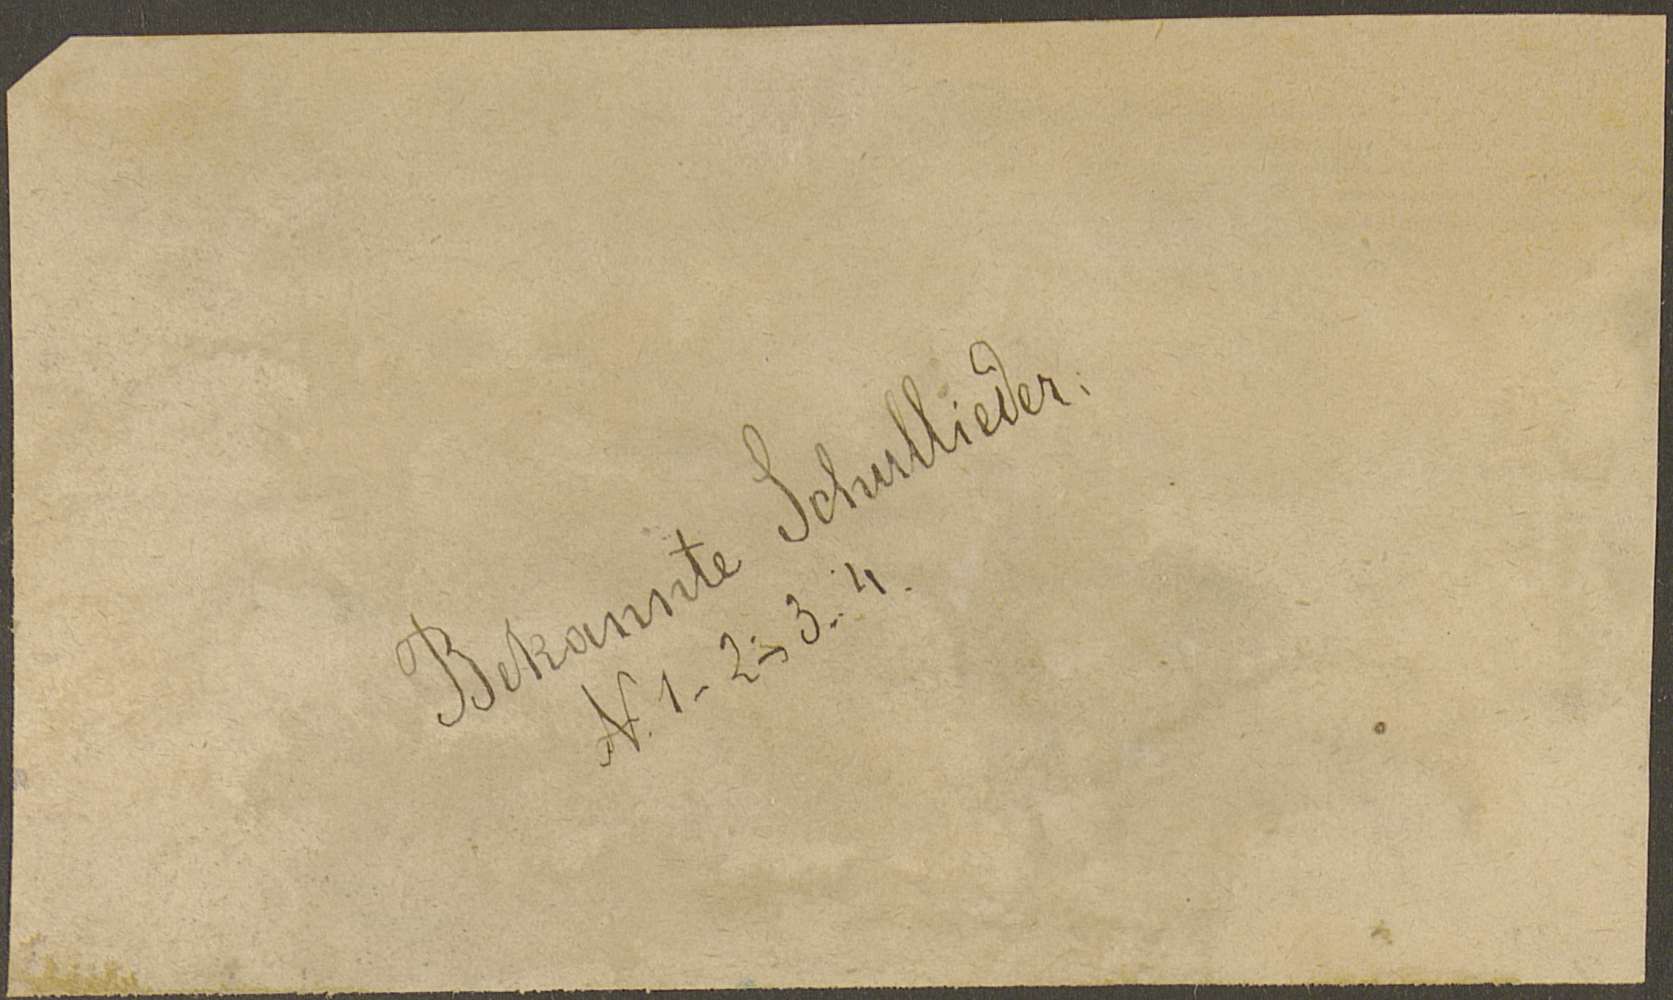 Bekannte Schullieder.
N. 1 - 2 - 3 - 4.